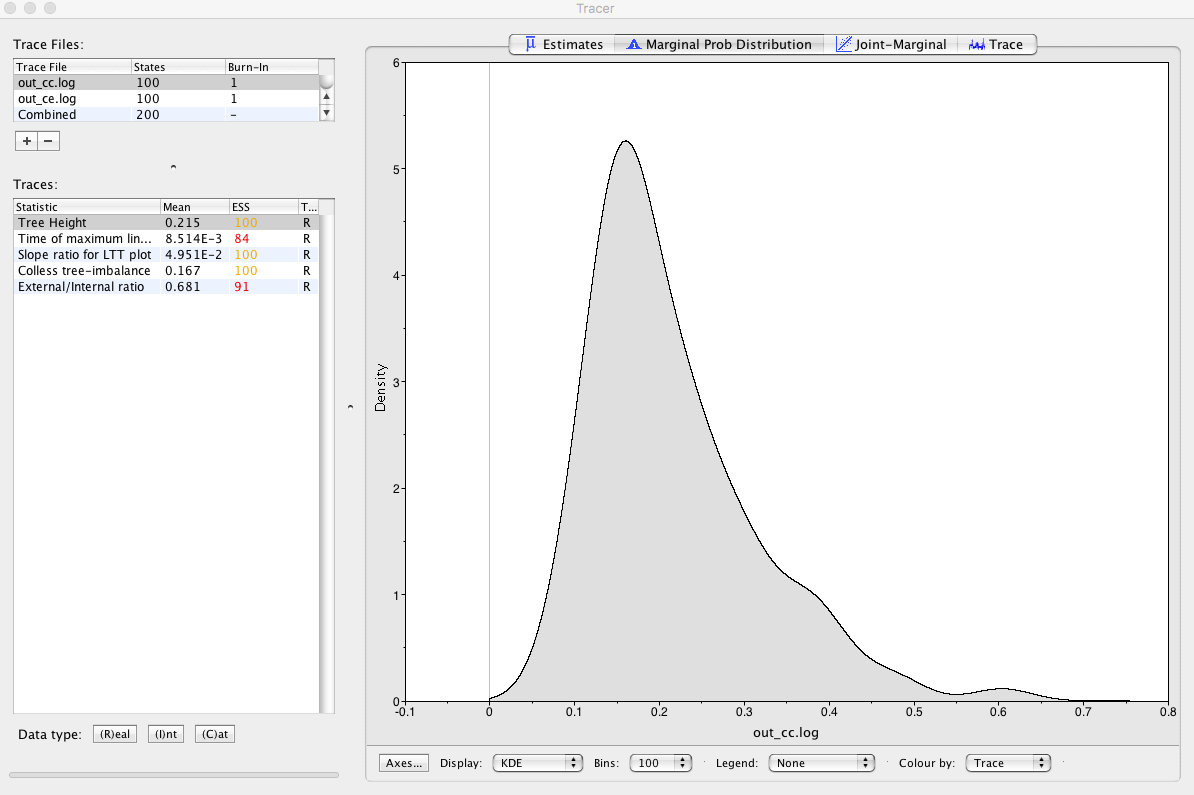 Tracer
Trace Files:
Trace File States Burn-In
out_cc.log 100 1
out_ce.log 100 1
Combined 200 -
+ −
Traces:
Statistic Mean ESS T...
Tree Height 0.215 100 R
Time of maximum lin... 8.514E-3 84 R
Slope ratio for LTT plot 4.951E-2 100 R
Colless tree-imbalance 0.167 100 R
External/Internal ratio 0.681 91 R
Data type: (R)eal (I)nt (C)at
μ Estimates Marginal Prob Distribution Joint-Marginal Trace
6
5
4
3
2
1
0
Density
-0.1 0 0.1 0.2 0.3 0.4 0.5 0.6 0.7 0.8
out_cc.log
Axes... Display: KDE Bins: 100 Legend: None Colour by: Trace